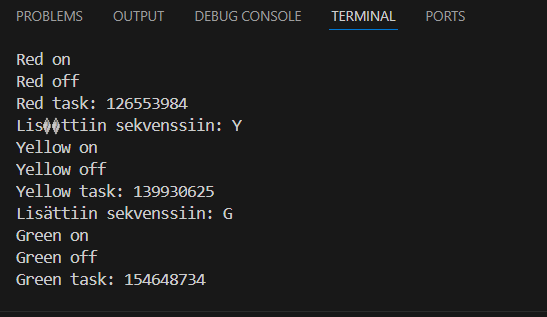 PROBLEMS OUTPUT DEBUG CONSOLE TERMINAL PORTS
Red on
Red off
Red task: 126553984
Lis��ttiin sekvenssiin: Y
Yellow on
Yellow off
Yellow task: 139930625
Lisättiin sekvenssiin: G
Green on
Green off
Green task: 154648734